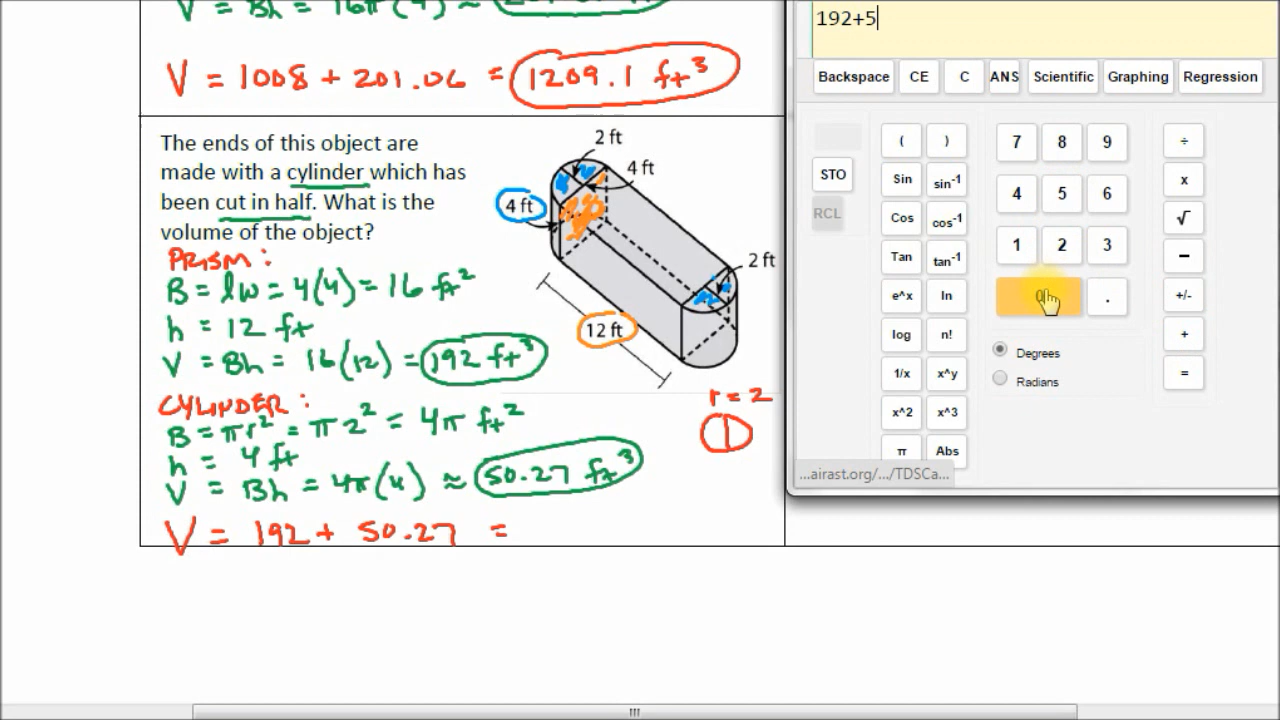 V = Bh = 16π(4) ≈
V = 1008 + 201.06 = 1209.1 ft³
The ends of this object are
made with a cylinder which has
been cut in half. What is the
volume of the object?
2 ft
4 ft
4 ft
2 ft
12 ft
PRISM:
B = lw = 4(4) = 16 ft²
h = 12 ft
V = Bh = 16(12) = 192 ft³
CYLINDER:
B = πr² = π2² = 4π ft²
h = 4 ft
V = Bh = 4π(4) ≈ 50.27 ft³
V = 192 + 50.27 =
r = 2
192+5
Backspace CE C ANS Scientific Graphing Regression
( ) 7 8 9 ÷
STO Sin sin⁻¹ 4 5 6 x
RCL Cos cos⁻¹ √
Tan tan⁻¹ 1 2 3 −
e^x ln 0 . +/-
log n! +
Degrees
1/x x^y =
Radians
x^2 x^3
π Abs
...airast.org/.../TDSCa...